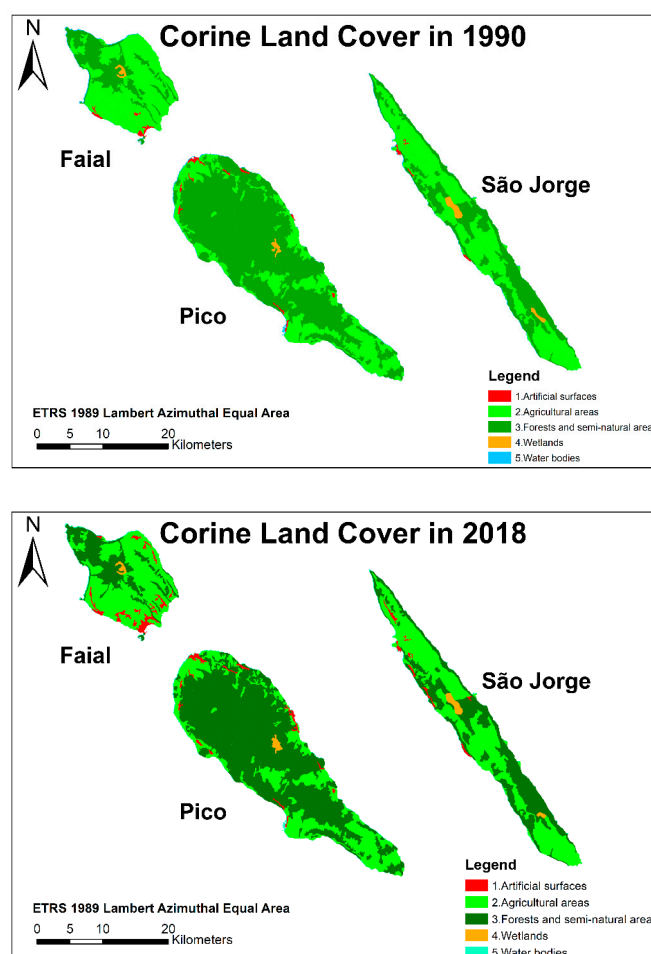 N
Corine Land Cover in 1990
Faial
São Jorge
Pico
Legend
1.Artificial surfaces
2.Agricultural areas
3.Forests and semi-natural area
4.Wetlands
5.Water bodies
ETRS 1989 Lambert Azimuthal Equal Area
0 5 10 20
Kilometers
N
Corine Land Cover in 2018
Faial
São Jorge
Pico
Legend
1.Artificial surfaces
2.Agricultural areas
3.Forests and semi-natural area
4.Wetlands
5.Water bodies
ETRS 1989 Lambert Azimuthal Equal Area
0 5 10 20
Kilometers